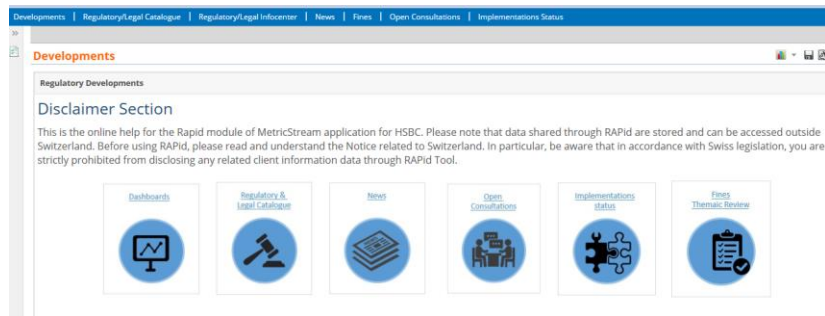 Developments | Regulatory/Legal Catalogue | Regulatory/Legal Infocenter | News | Fines | Open Consultations | Implementations Status
»
Developments
Regulatory Developments
Disclaimer Section
This is the online help for the Rapid module of MetricStream application for HSBC. Please note that data shared through RAPid are stored and can be accessed outside
Switzerland. Before using RAPid, please read and understand the Notice related to Switzerland. In particular, be aware that in accordance with Swiss legislation, you are
strictly prohibited from disclosing any related client information data through RAPid Tool.
Dashboards
Regulatory &
Legal Catalogue
News
Open
Consultations
Implementations
status
Fines
Themaic Review